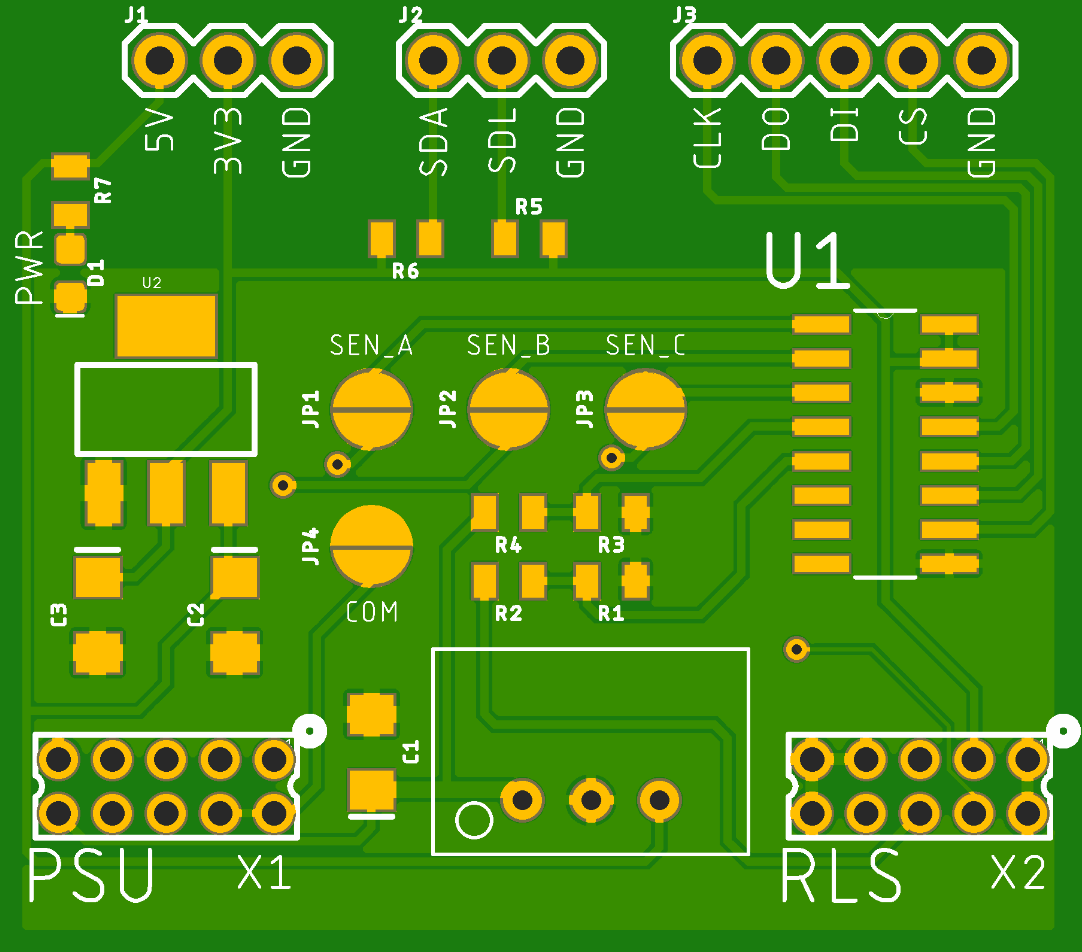 J1
J2
J3
5V
3V3
GND
SDA
SDL
GND
CLK
DO
DI
CS
GND
R7
R5
R6
PWR
D1
U2
U1
SEN_A
SEN_B
SEN_C
JP1
JP2
JP3
JP4
R4
R3
C3
C2
COM
R2
R1
C1
1
1
PSU
X1
RLS
X2